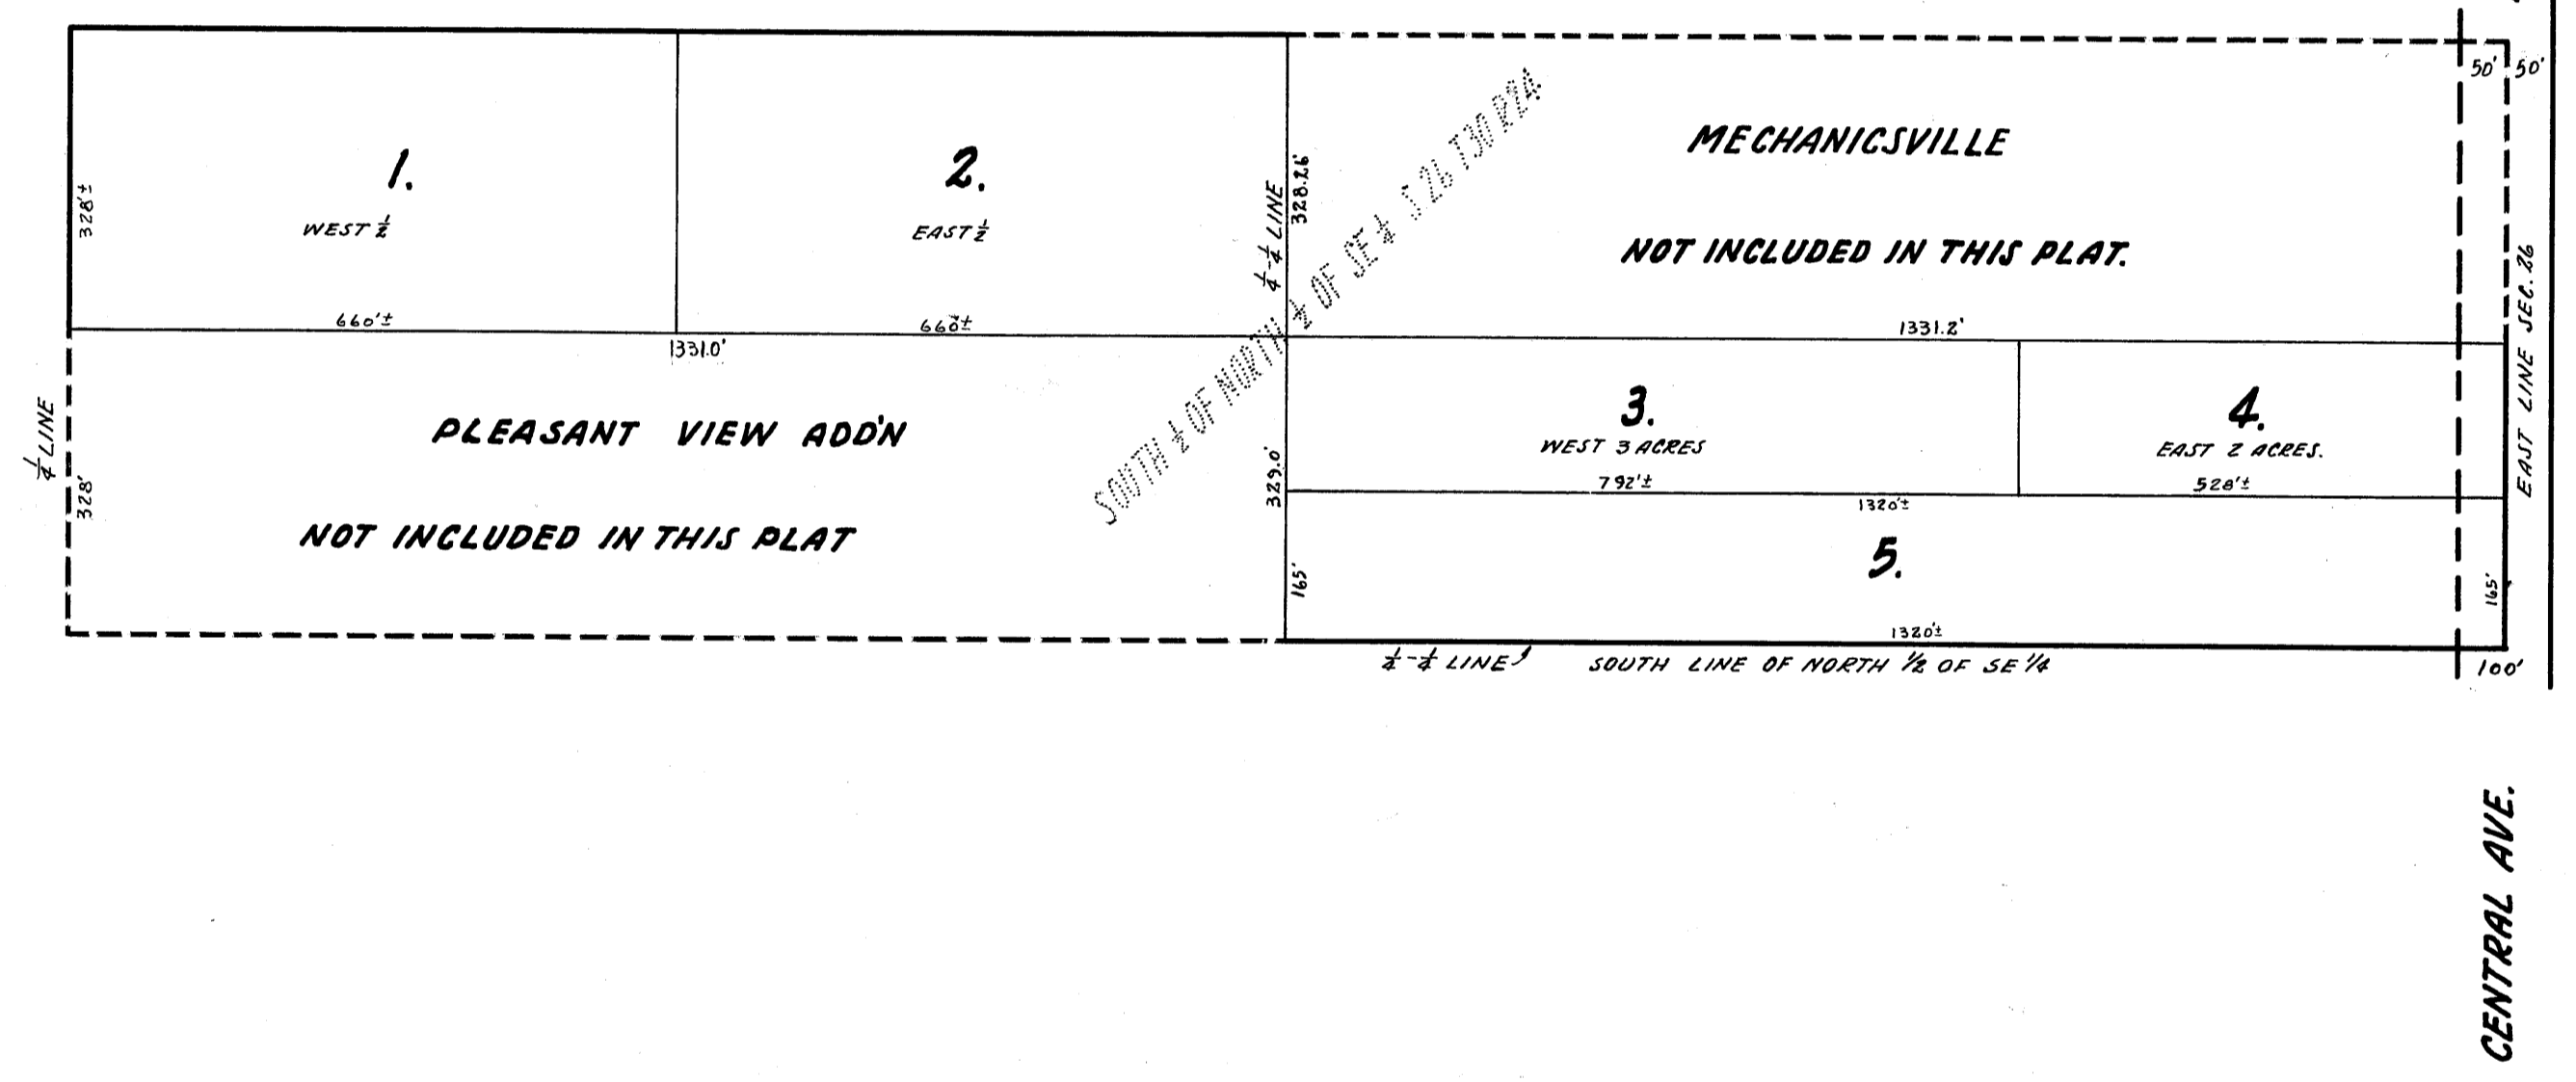 50' 50'
1.
WEST ½
328'±
660'±
2.
EAST ½
660'±
1331.0'
¼-¼ LINE
328.26'
SOUTH ½ OF NORTH ½ OF SE ¼ S 26 T30 R24.
MECHANICSVILLE
NOT INCLUDED IN THIS PLAT.
1331.2'
EAST LINE SEC. 26
¼ LINE
328'
PLEASANT VIEW ADD'N
NOT INCLUDED IN THIS PLAT
329.0'
165'
3.
WEST 3 ACRES
792'±
4.
EAST 2 ACRES.
528'±
1320'±
5.
165'
1320'±
¼-¼ LINE
SOUTH LINE OF NORTH 1/2 OF SE 1/4
100'
CENTRAL AVE.